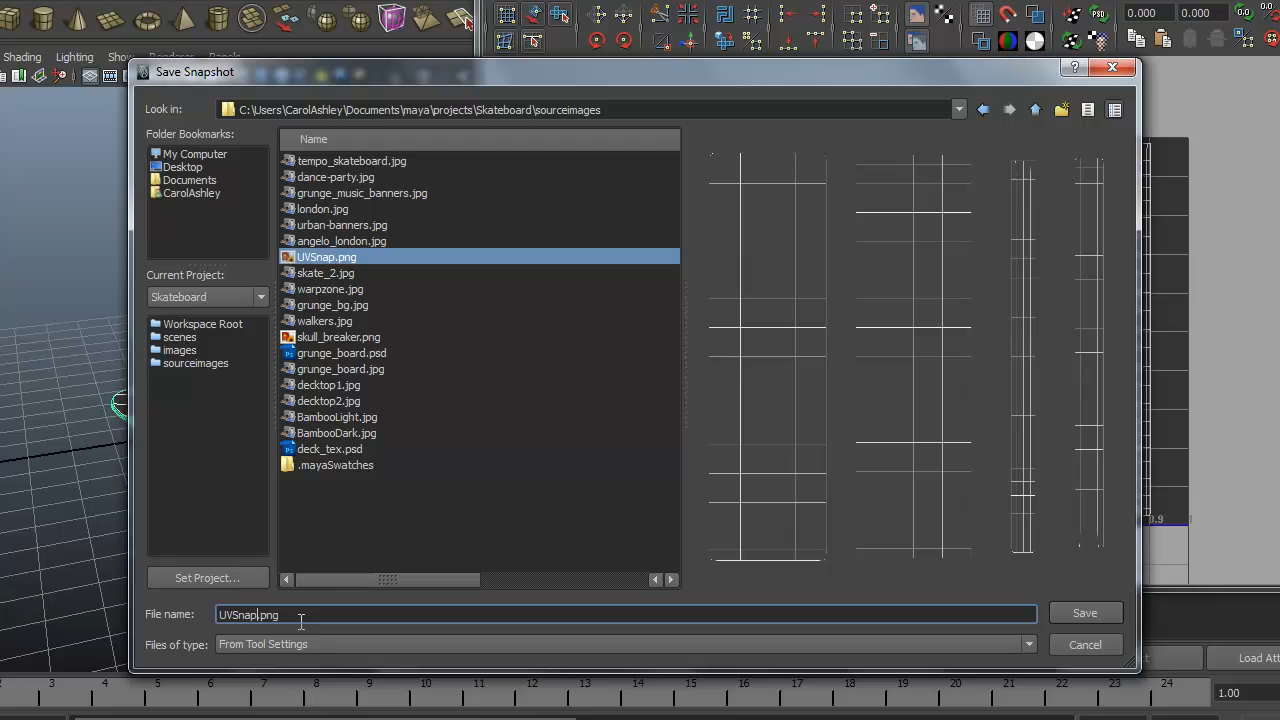 0.000
0.000
Shading
Lighting
Save Snapshot
?
Look in:
C:\Users\CarolAshley\Documents\maya\projects\Skateboard\sourceimages
Folder Bookmarks:
My Computer
Desktop
Documents
CarolAshley
Current Project:
Skateboard
Workspace Root
scenes
images
sourceimages
Set Project...
Name
tempo_skateboard.jpg
dance-party.jpg
grunge_music_banners.jpg
london.jpg
urban-banners.jpg
angelo_london.jpg
UVSnap.png
skate_2.jpg
warpzone.jpg
grunge_bg.jpg
walkers.jpg
skull_breaker.png
grunge_board.psd
grunge_board.jpg
decktop1.jpg
decktop2.jpg
BambooLight.jpg
BambooDark.jpg
deck_tex.psd
.mayaSwatches
0.9
File name:
UVSnap.png
Save
Files of type:
From Tool Settings
Cancel
Load Att
2 3 4 5 6 7 8 9 10 11 12 13 14 15 16 17 18 19 20 21 22 23 24
1.00